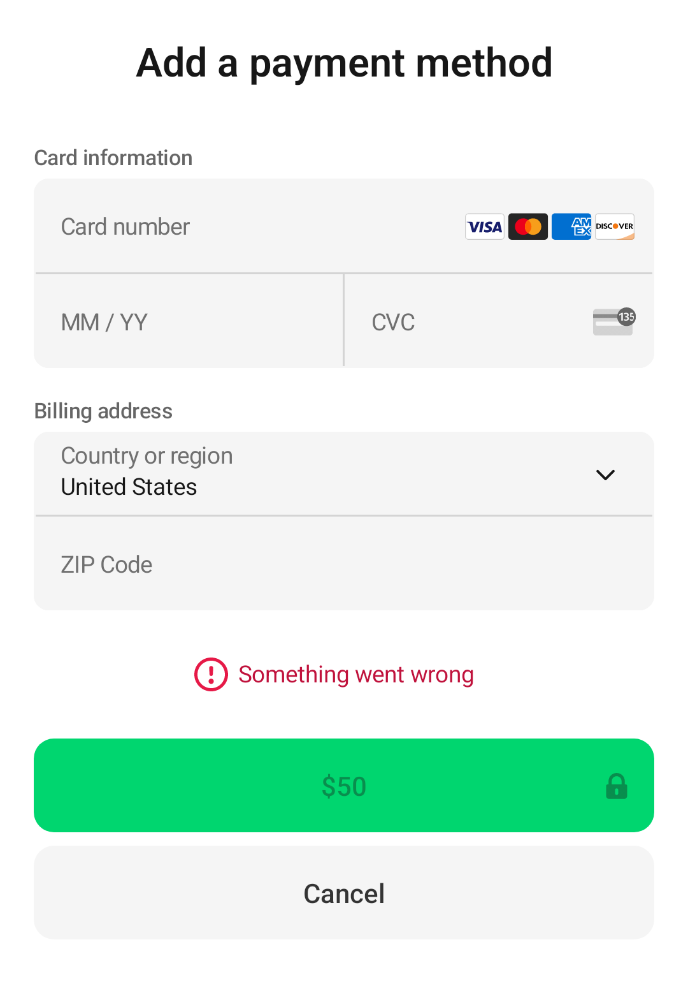 Add a payment method
Card information
Card number VISA AM EX DISCOVER
MM / YY CVC 135
Billing address
Country or region
United States
ZIP Code
Something went wrong
$50
Cancel